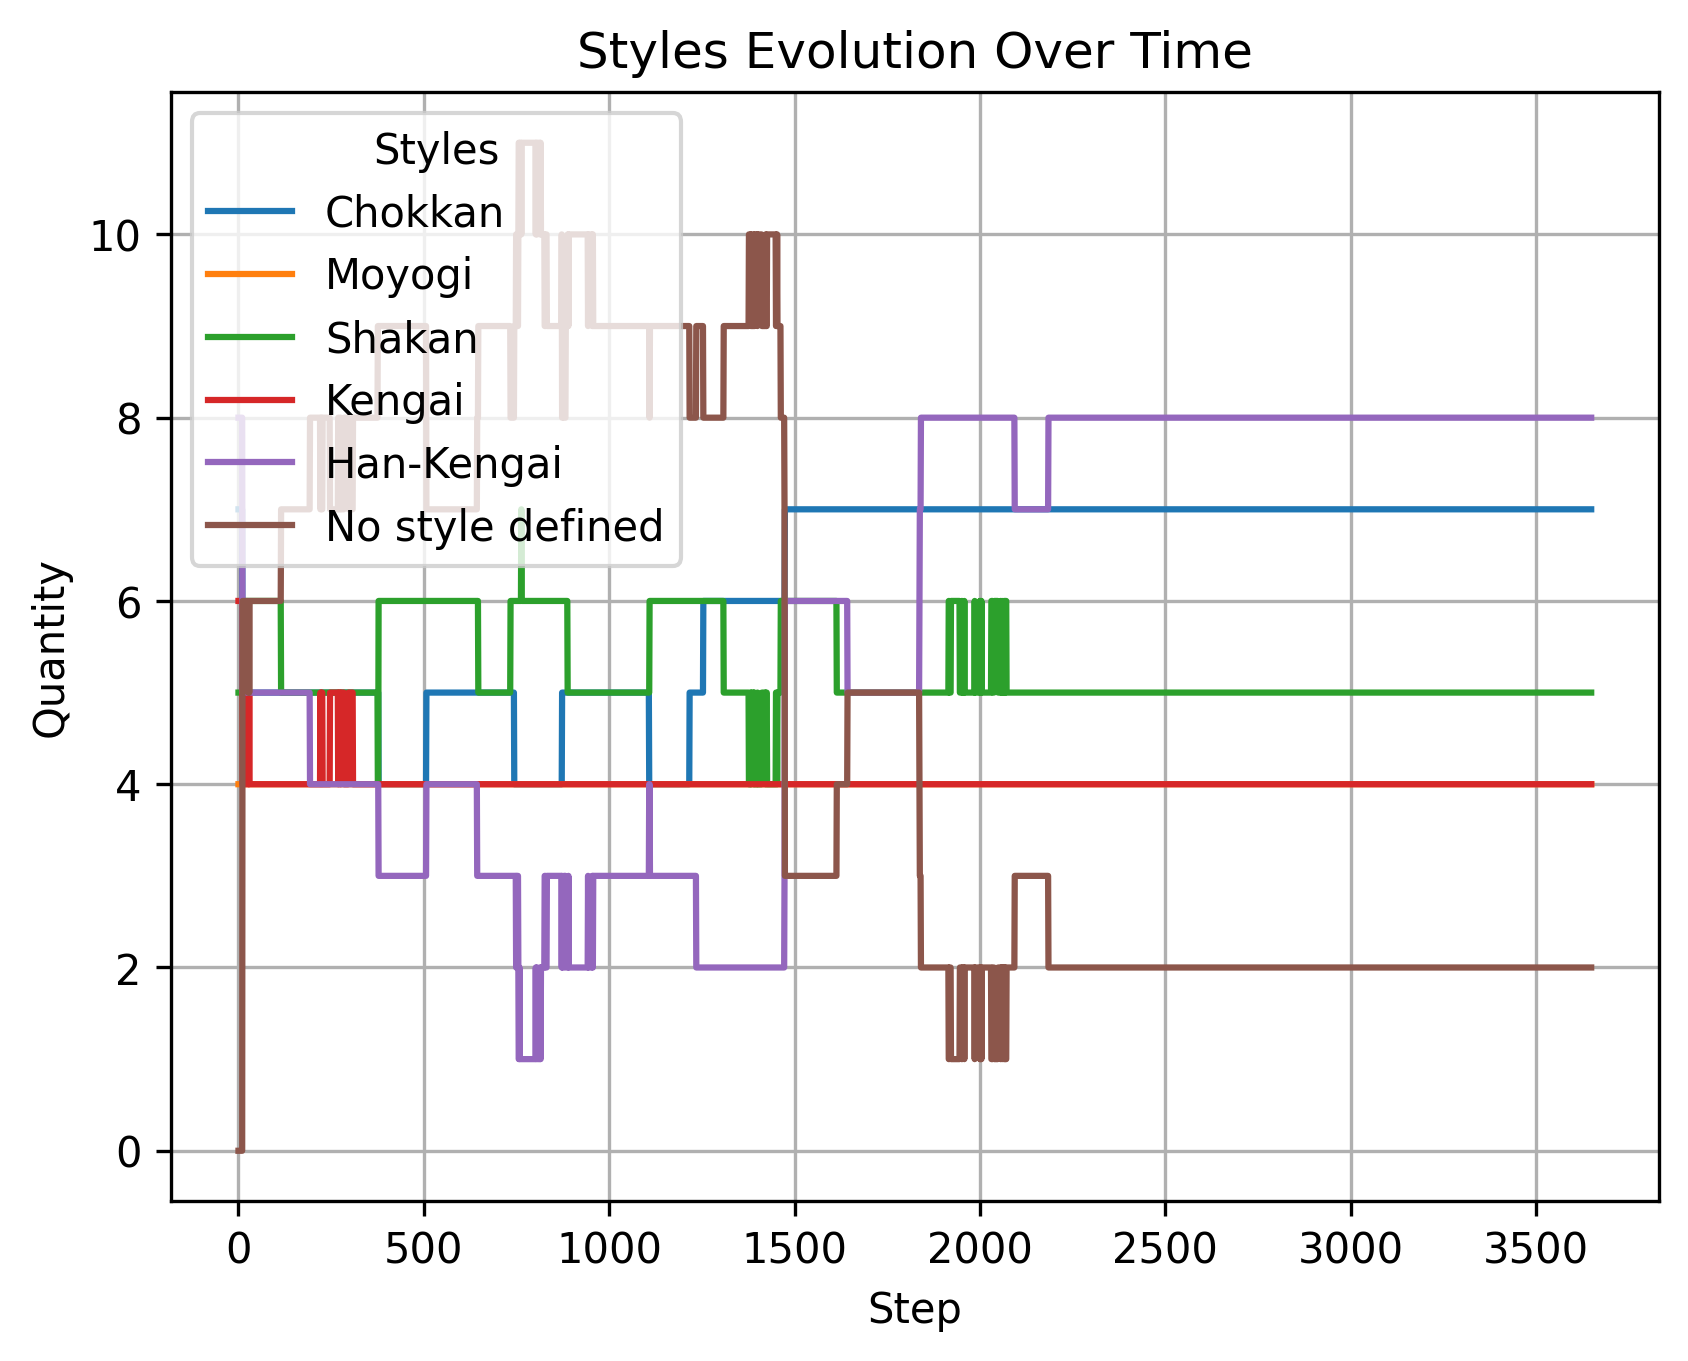 Styles Evolution Over Time
Styles
Chokkan
Moyogi
Shakan
Kengai
Han-Kengai
No style defined
Quantity
10
8
6
4
2
0
0 500 1000 1500 2000 2500 3000 3500
Step